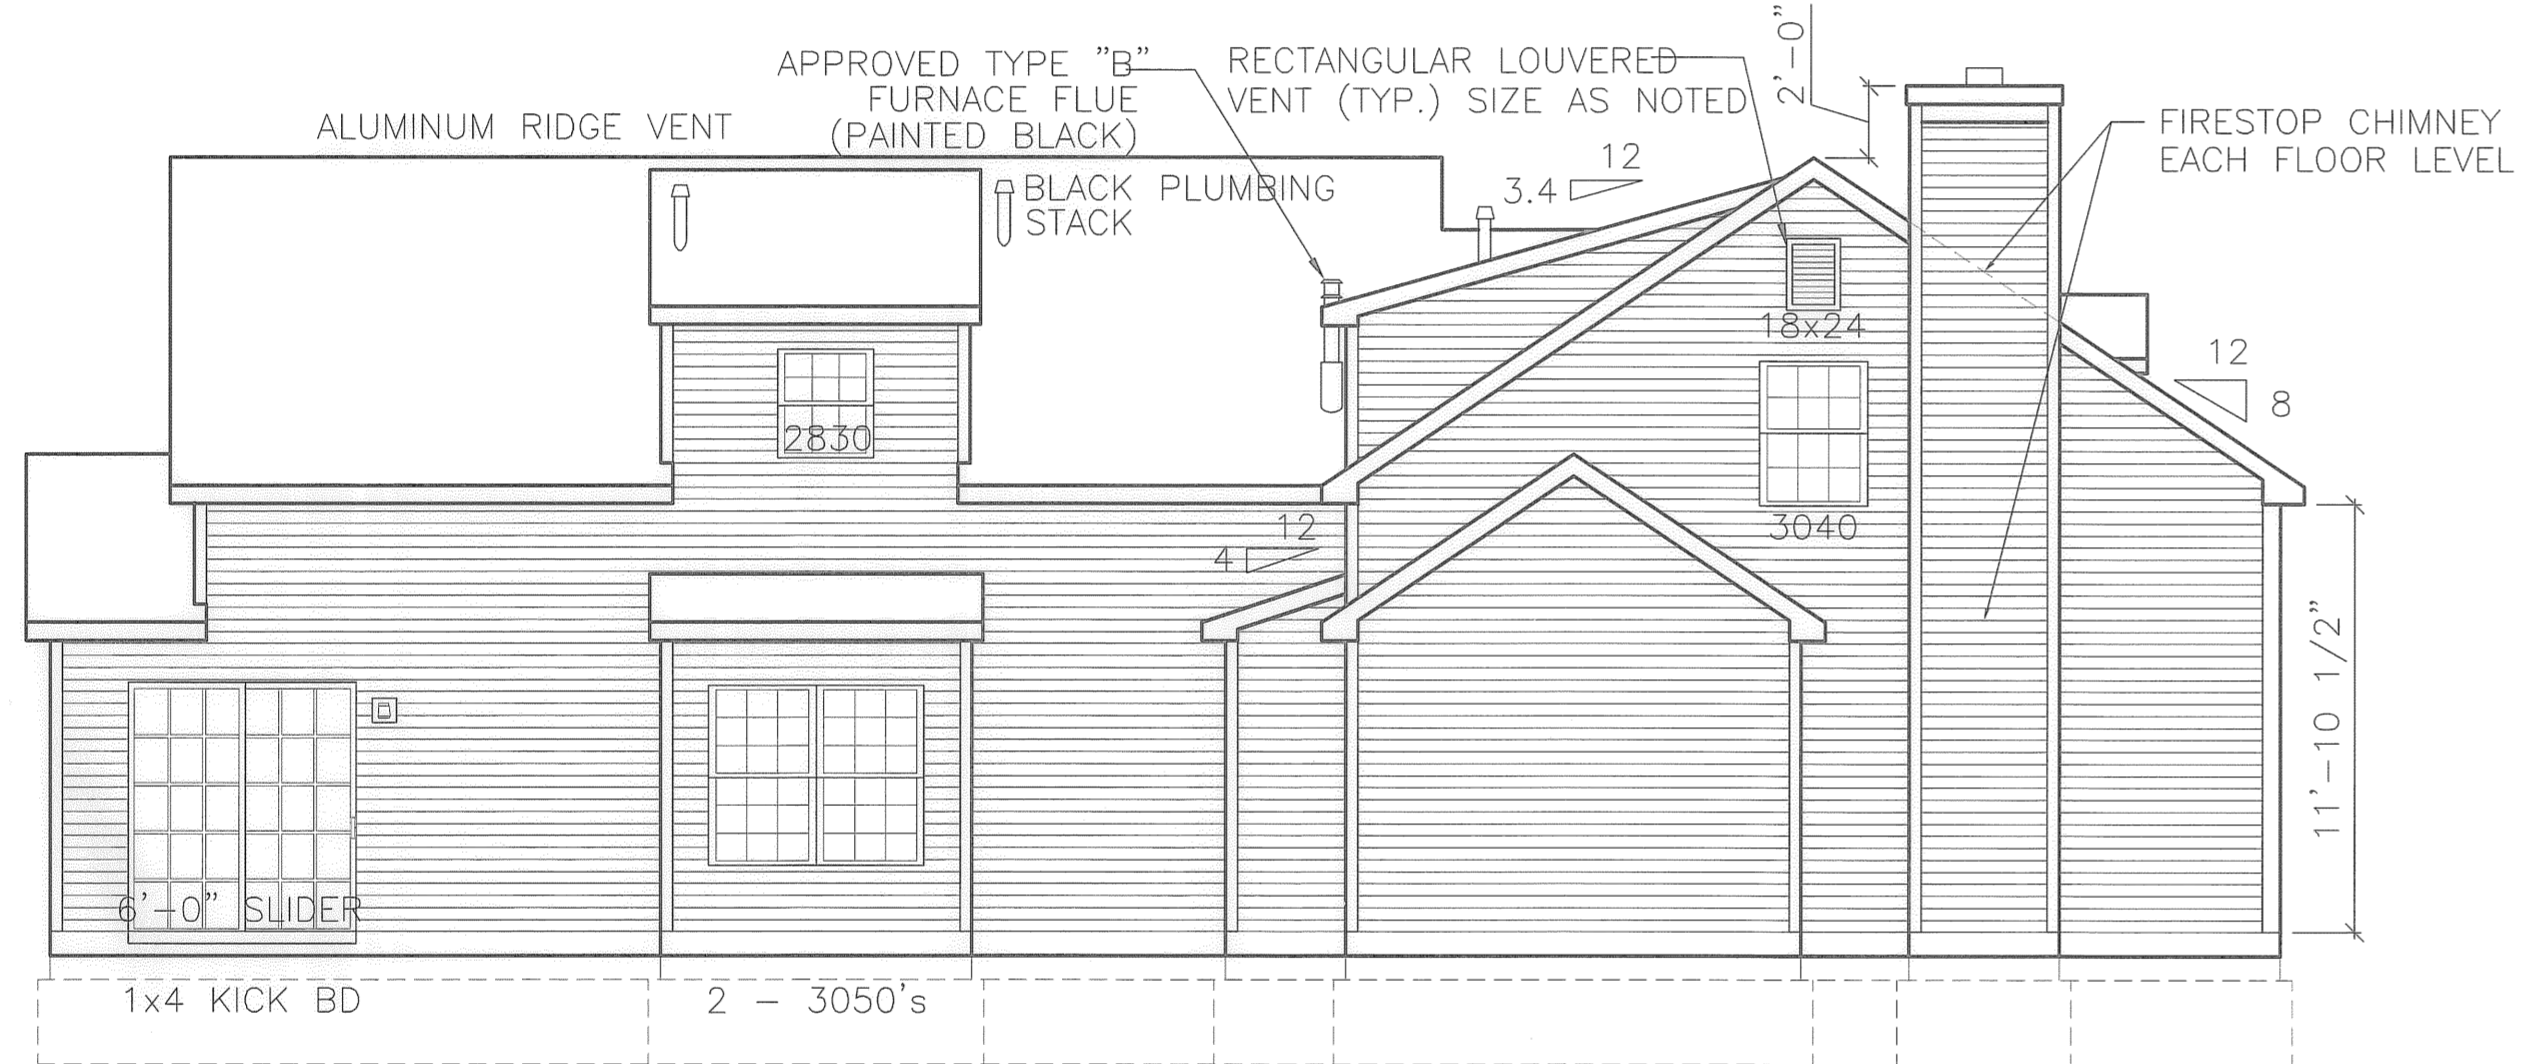 2'-0"
APPROVED TYPE "B"
FURNACE FLUE
(PAINTED BLACK)
RECTANGULAR LOUVERED
VENT (TYP.) SIZE AS NOTED
ALUMINUM RIDGE VENT
FIRESTOP CHIMNEY
EACH FLOOR LEVEL
12
3.4
BLACK PLUMBING
STACK
18x24
12
8
2830
3040
12
4
11'-10 1/2"
6'-0" SLIDER
1x4 KICK BD
2 - 3050's